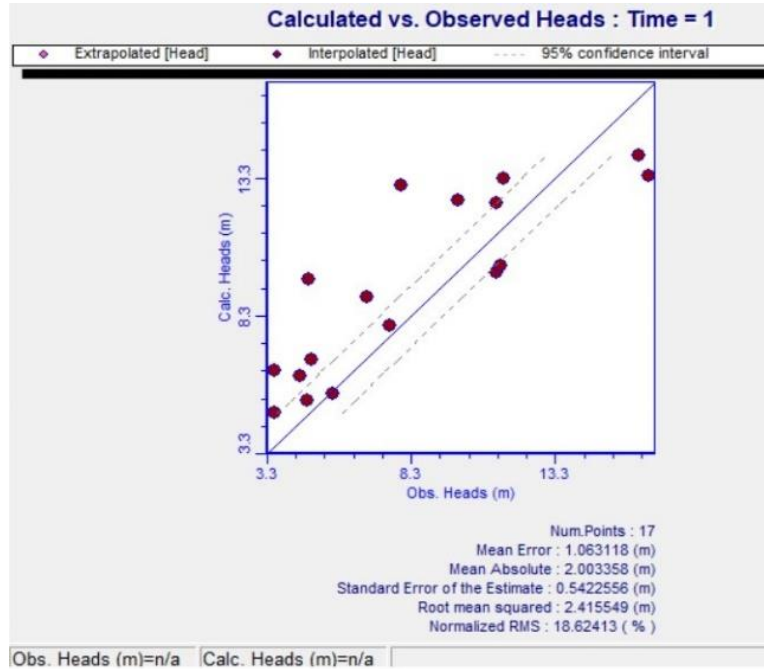 Calculated vs. Observed Heads : Time = 1
Extrapolated [Head] Interpolated [Head] 95% confidence interval
13.3
Calc. Heads (m)
8.3
3.3
3.3 8.3 13.3
Obs. Heads (m)
Num.Points : 17
Mean Error : 1.063118 (m)
Mean Absolute : 2.003358 (m)
Standard Error of the Estimate : 0.5422556 (m)
Root mean squared : 2.415549 (m)
Normalized RMS : 18.62413 ( % )
Obs. Heads (m)=n/a Calc. Heads (m)=n/a